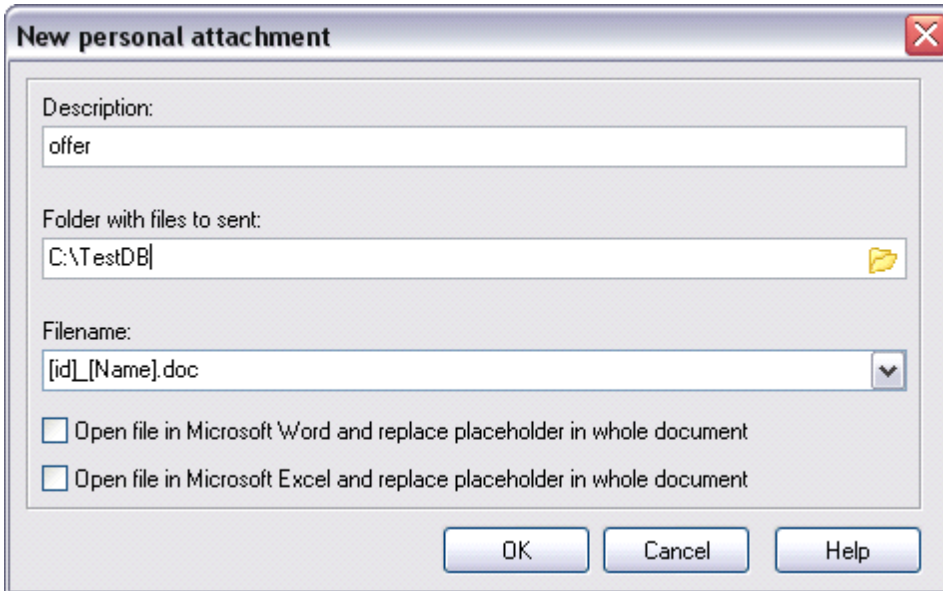 New personal attachment
Description:
offer
Folder with files to sent:
C:\TestDB
Filename:
[id]_[Name].doc
Open file in Microsoft Word and replace placeholder in whole document
Open file in Microsoft Excel and replace placeholder in whole document
OK Cancel Help